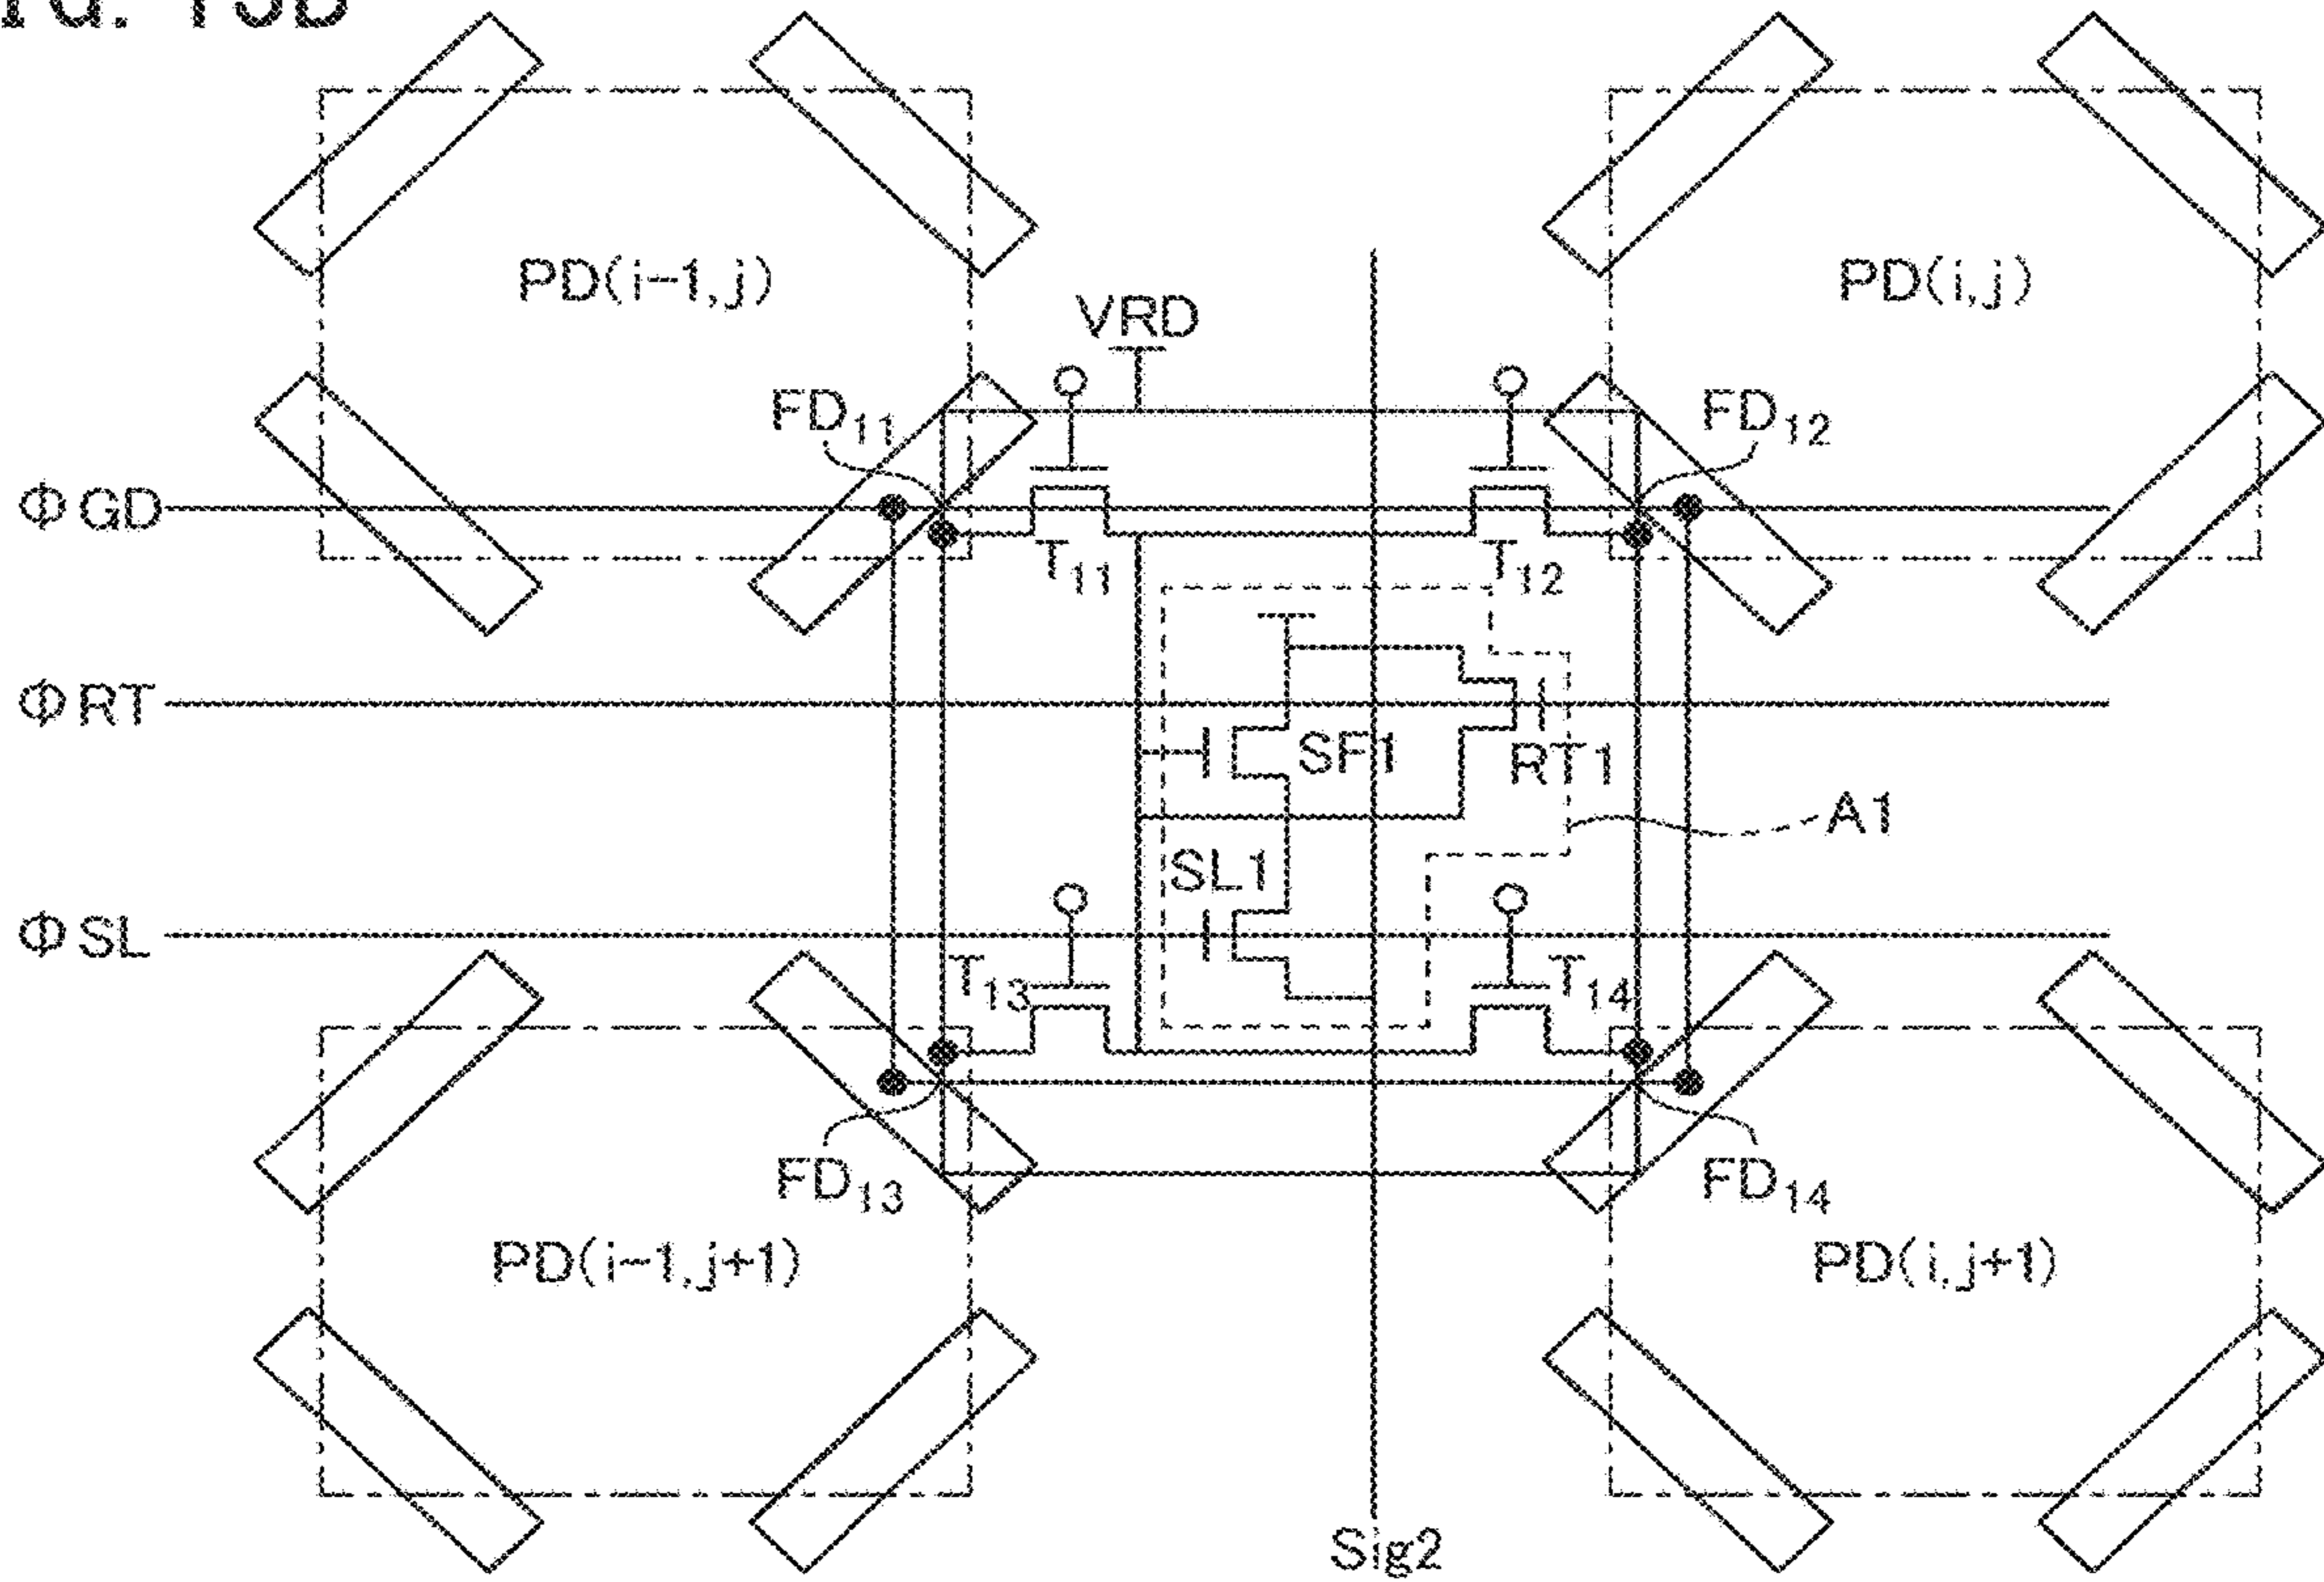 PD(i-1,j)
PD(i,j)
VRD
FD11
FD12
ΦGD
T11
T12
ΦRT
SF1
RT1
A1
SL1
ΦSL
T13
T14
FD13
FD14
PD(i-1,j+1)
PD(i,j+1)
Sig2